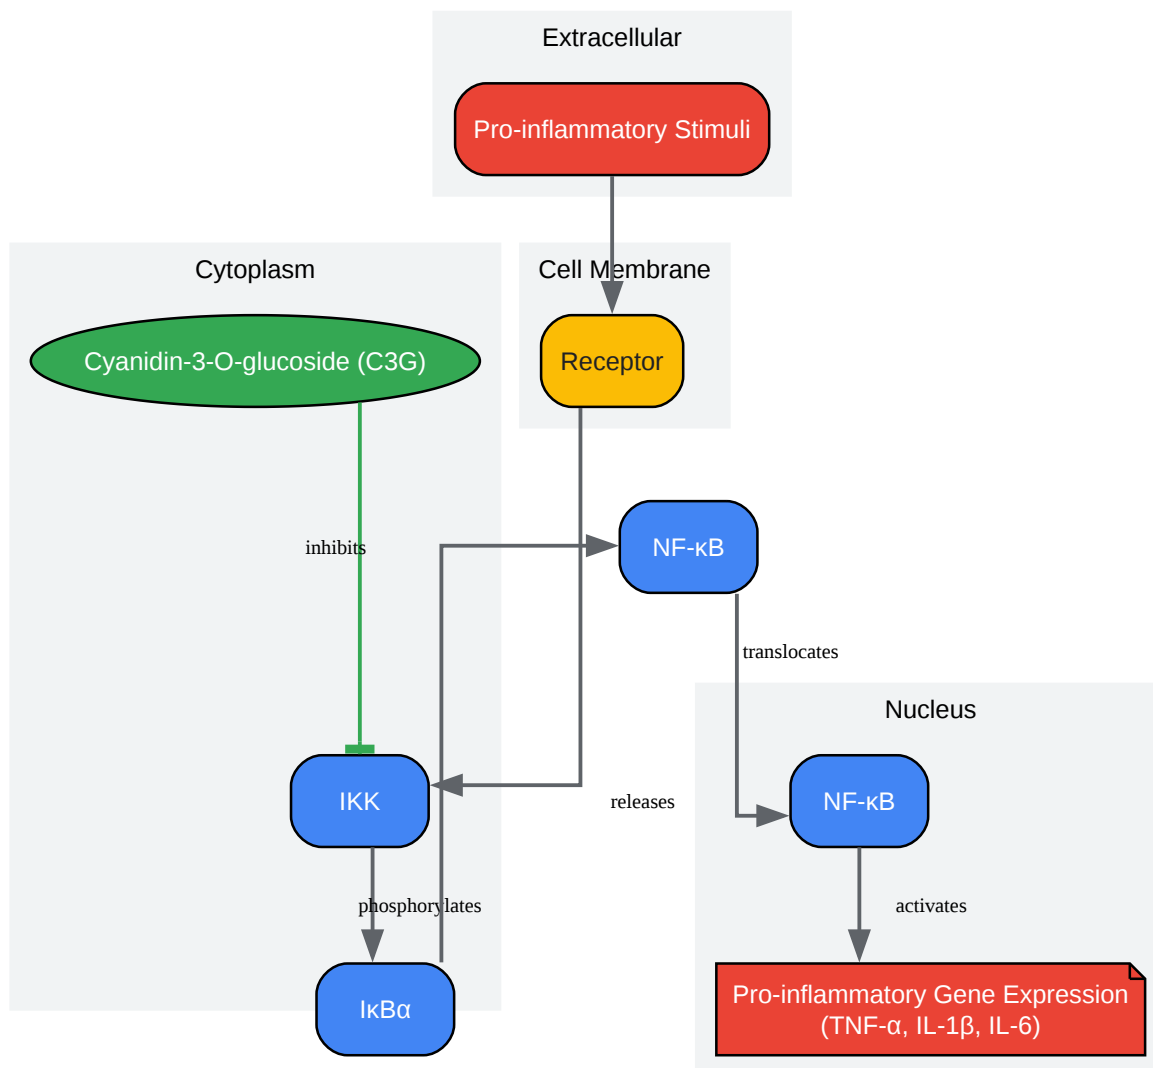 Extracellular
Pro-inflammatory Stimuli
Cytoplasm
Cell Membrane
Cyanidin-3-O-glucoside (C3G)
Receptor
inhibits
NF-κB
translocates
Nucleus
IKK
releases
NF-κB
phosphorylates
activates
IκBα
Pro-inflammatory Gene Expression
(TNF-α, IL-1β, IL-6)